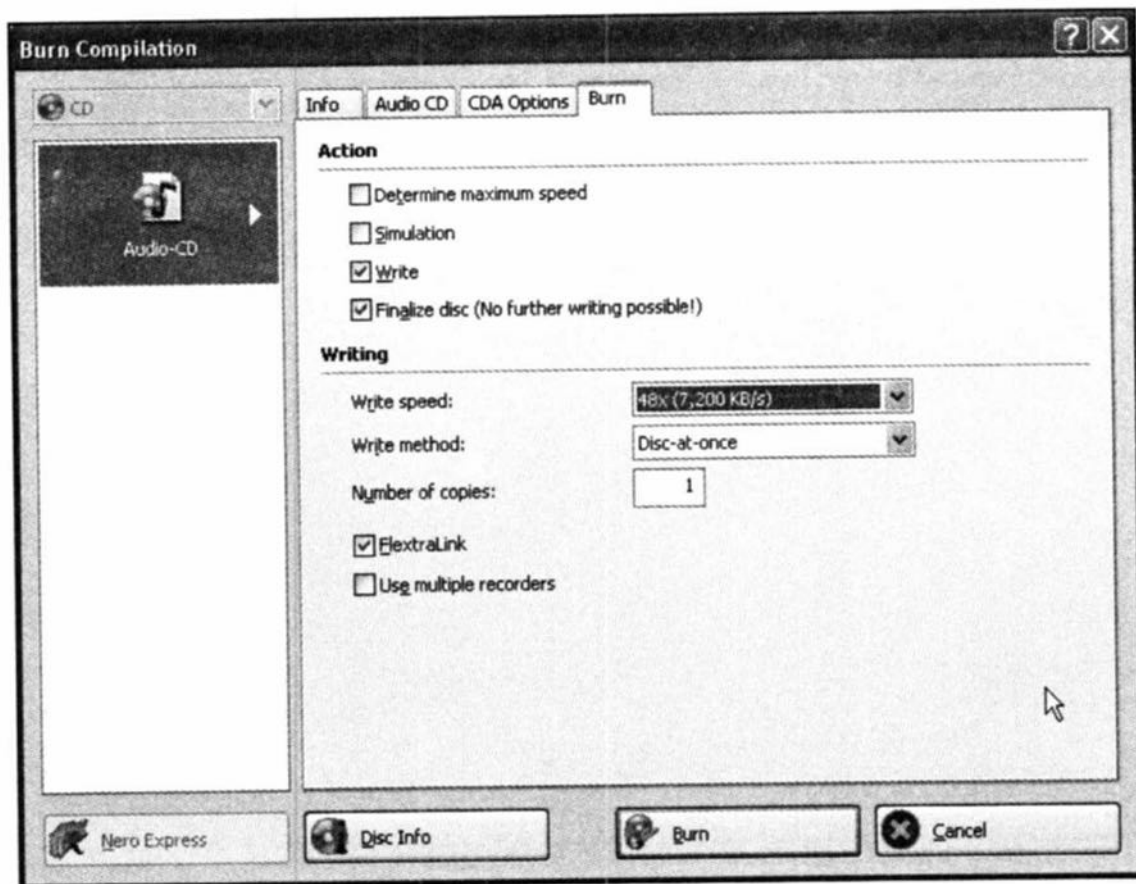 Burn Compilation
CD
Info Audio CD CDA Options Burn
Action
Determine maximum speed
Audio-CD
Simulation
Write
Finalize disc (No further writing possible!)
Writing
Write speed: 48x (7,200 KB/s)
Write method: Disc-at-once
Number of copies: 1
FlextraLink
Use multiple recorders
Nero Express Disc Info Burn Cancel